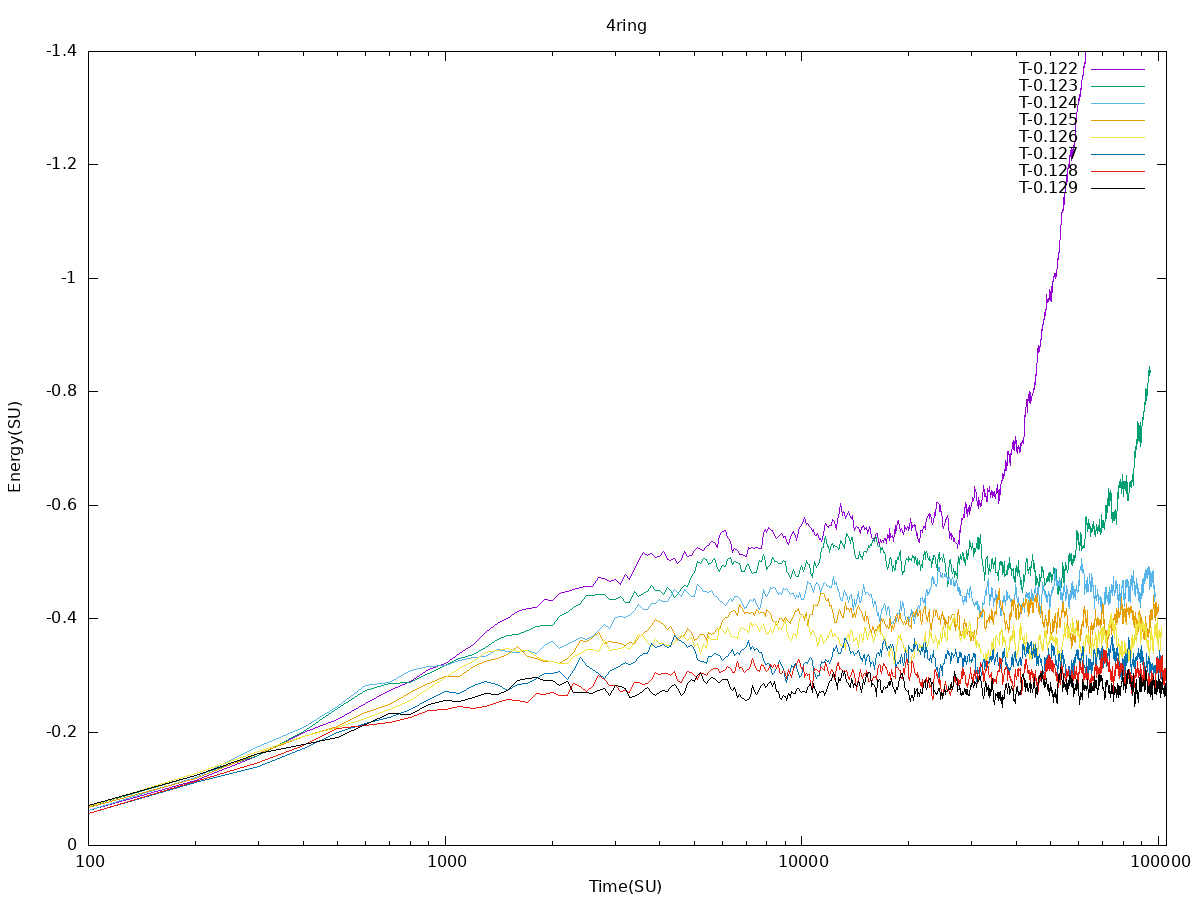 4ring
-1.4
-1.2
-1
-0.8
-0.6
-0.4
-0.2
0
Energy(SU)
T-0.122
T-0.123
T-0.124
T-0.125
T-0.126
T-0.127
T-0.128
T-0.129
100
1000
10000
100000
Time(SU)